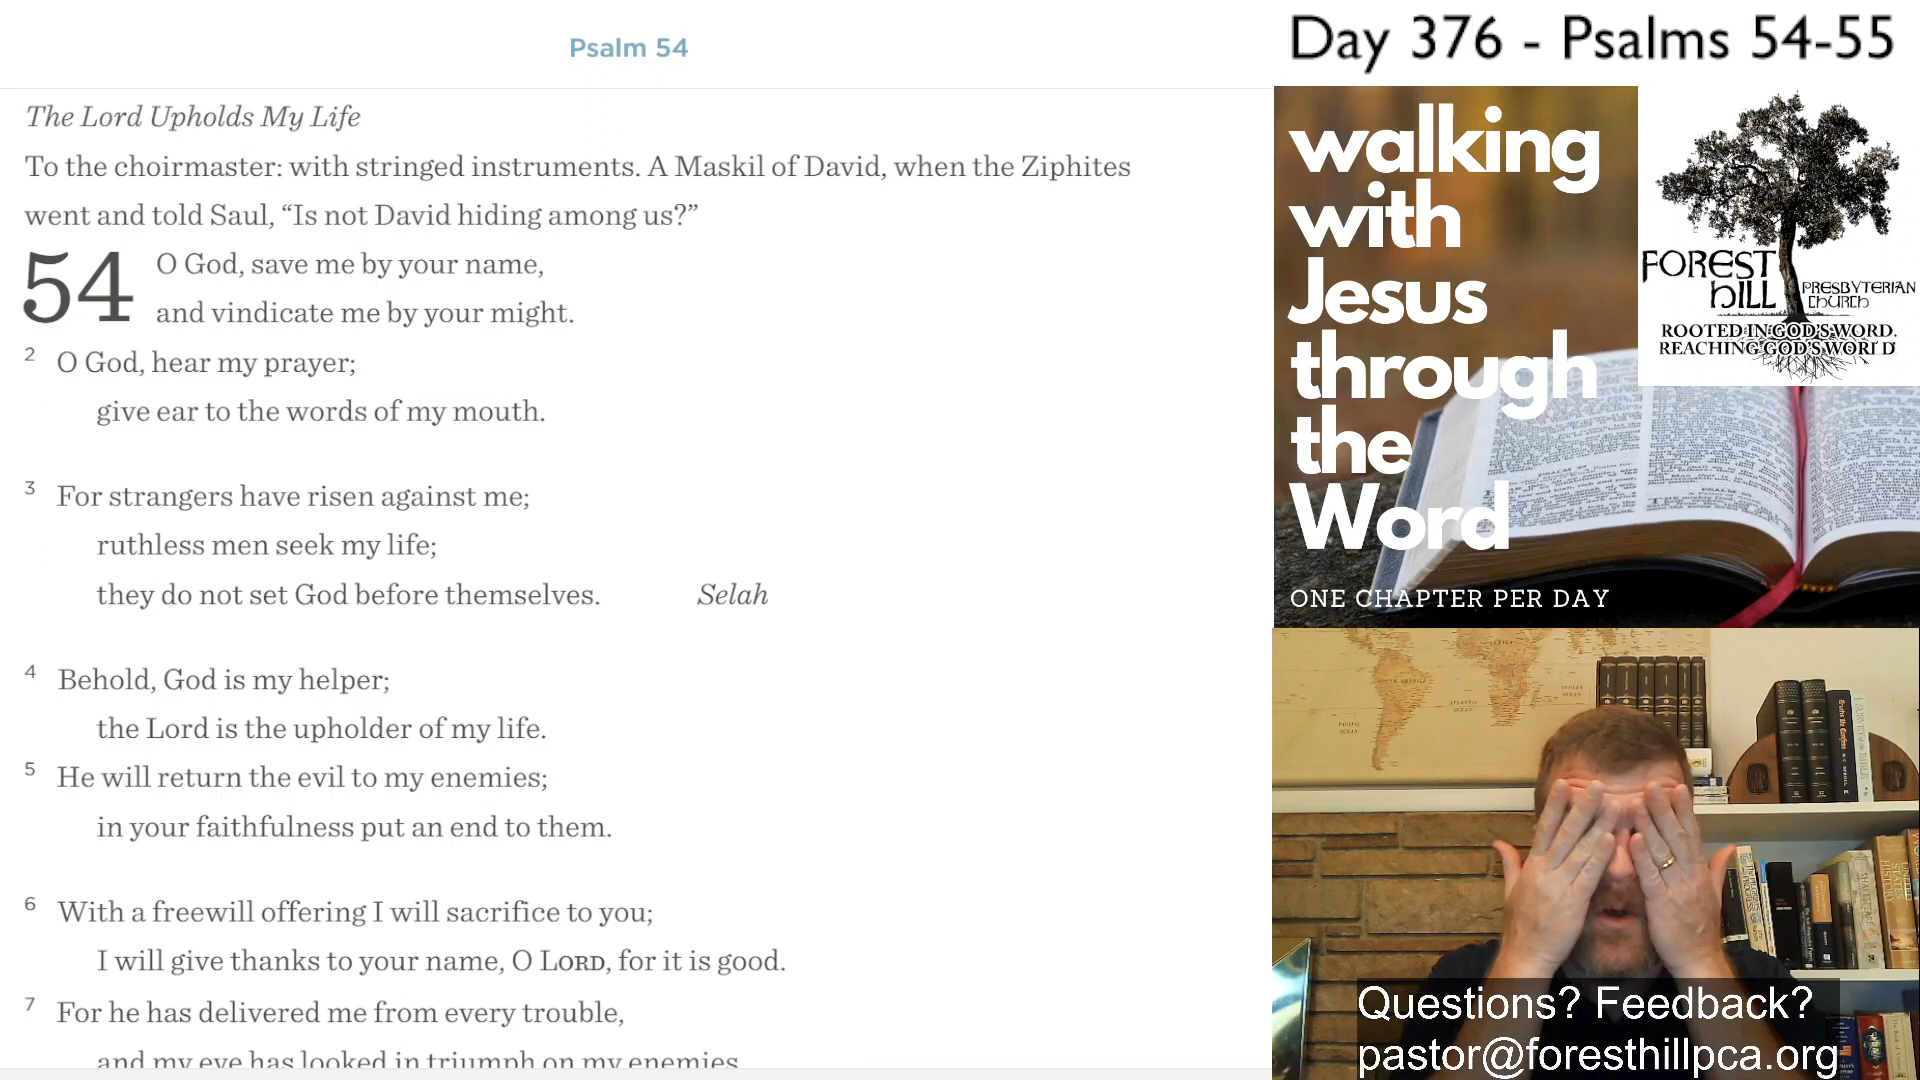 Psalm 54
The Lord Upholds My Life
To the choirmaster: with stringed instruments. A Maskil of David, when the Ziphites
went and told Saul, “Is not David hiding among us?”
54 O God, save me by your name,
and vindicate me by your might.
2 O God, hear my prayer;
give ear to the words of my mouth.
3 For strangers have risen against me;
ruthless men seek my life;
they do not set God before themselves. Selah
4 Behold, God is my helper;
the Lord is the upholder of my life.
5 He will return the evil to my enemies;
in your faithfulness put an end to them.
6 With a freewill offering I will sacrifice to you;
I will give thanks to your name, O LORD, for it is good.
7 For he has delivered me from every trouble,
and my eye has looked in triumph on my enemies
Day 376 - Psalms 54-55
walking
with
Jesus
through
the
Word
ONE CHAPTER PER DAY
FOREST
HILL
PRESBYTERIAN
CHURCH
ROOTED IN GOD'S WORD.
REACHING GOD'S WORLD
SOUTH AMERICA
PACIFIC
OCEAN
ATLANTIC
OCEAN
INDIAN
OCEAN
Questions? Feedback?
pastor@foresthillpca.org